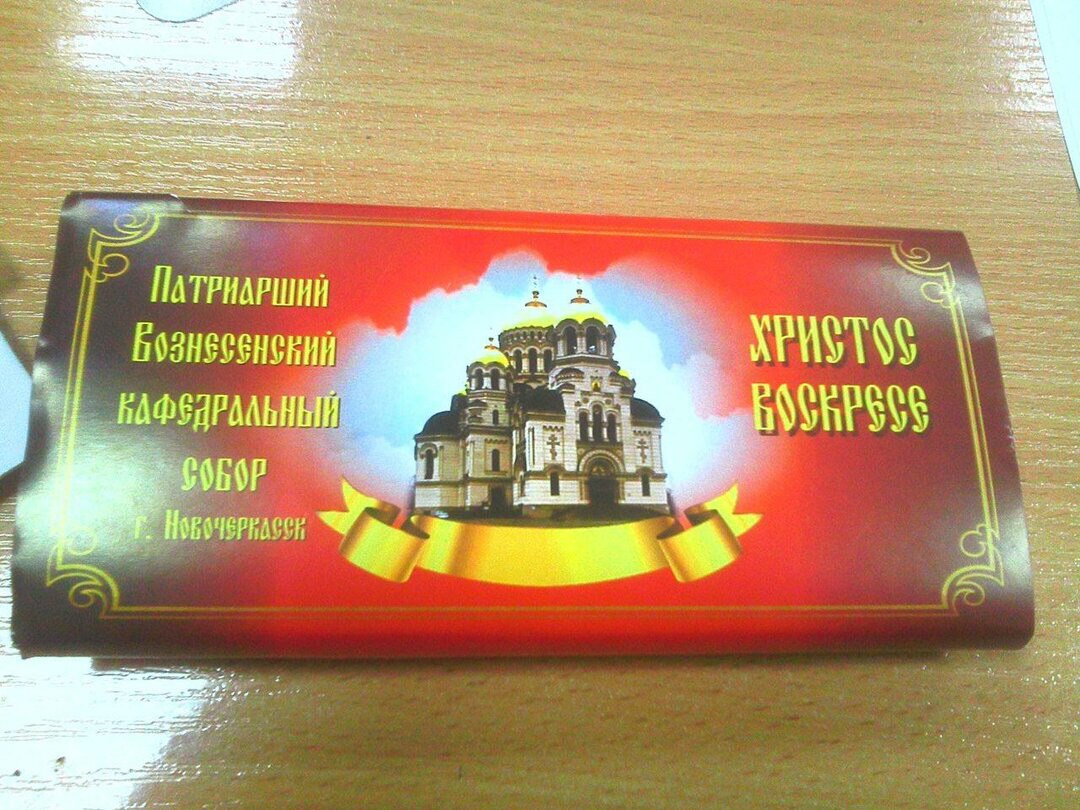 Патриарший
Вознесенский
кафедральный
собор
г. Новочеркасск
ХРИСТОС
ВОСКРЕСЕ